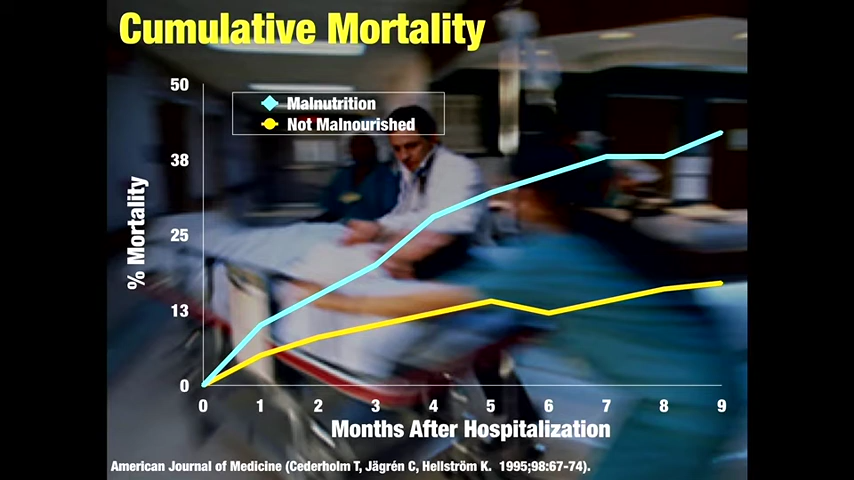 Cumulative Mortality
50
Malnutrition
Not Malnourished
38
25
13
0
% Mortality
0 1 2 3 4 5 6 7 8 9
Months After Hospitalization
American Journal of Medicine (Cederholm T, Jägrén C, Hellström K. 1995;98:67-74).